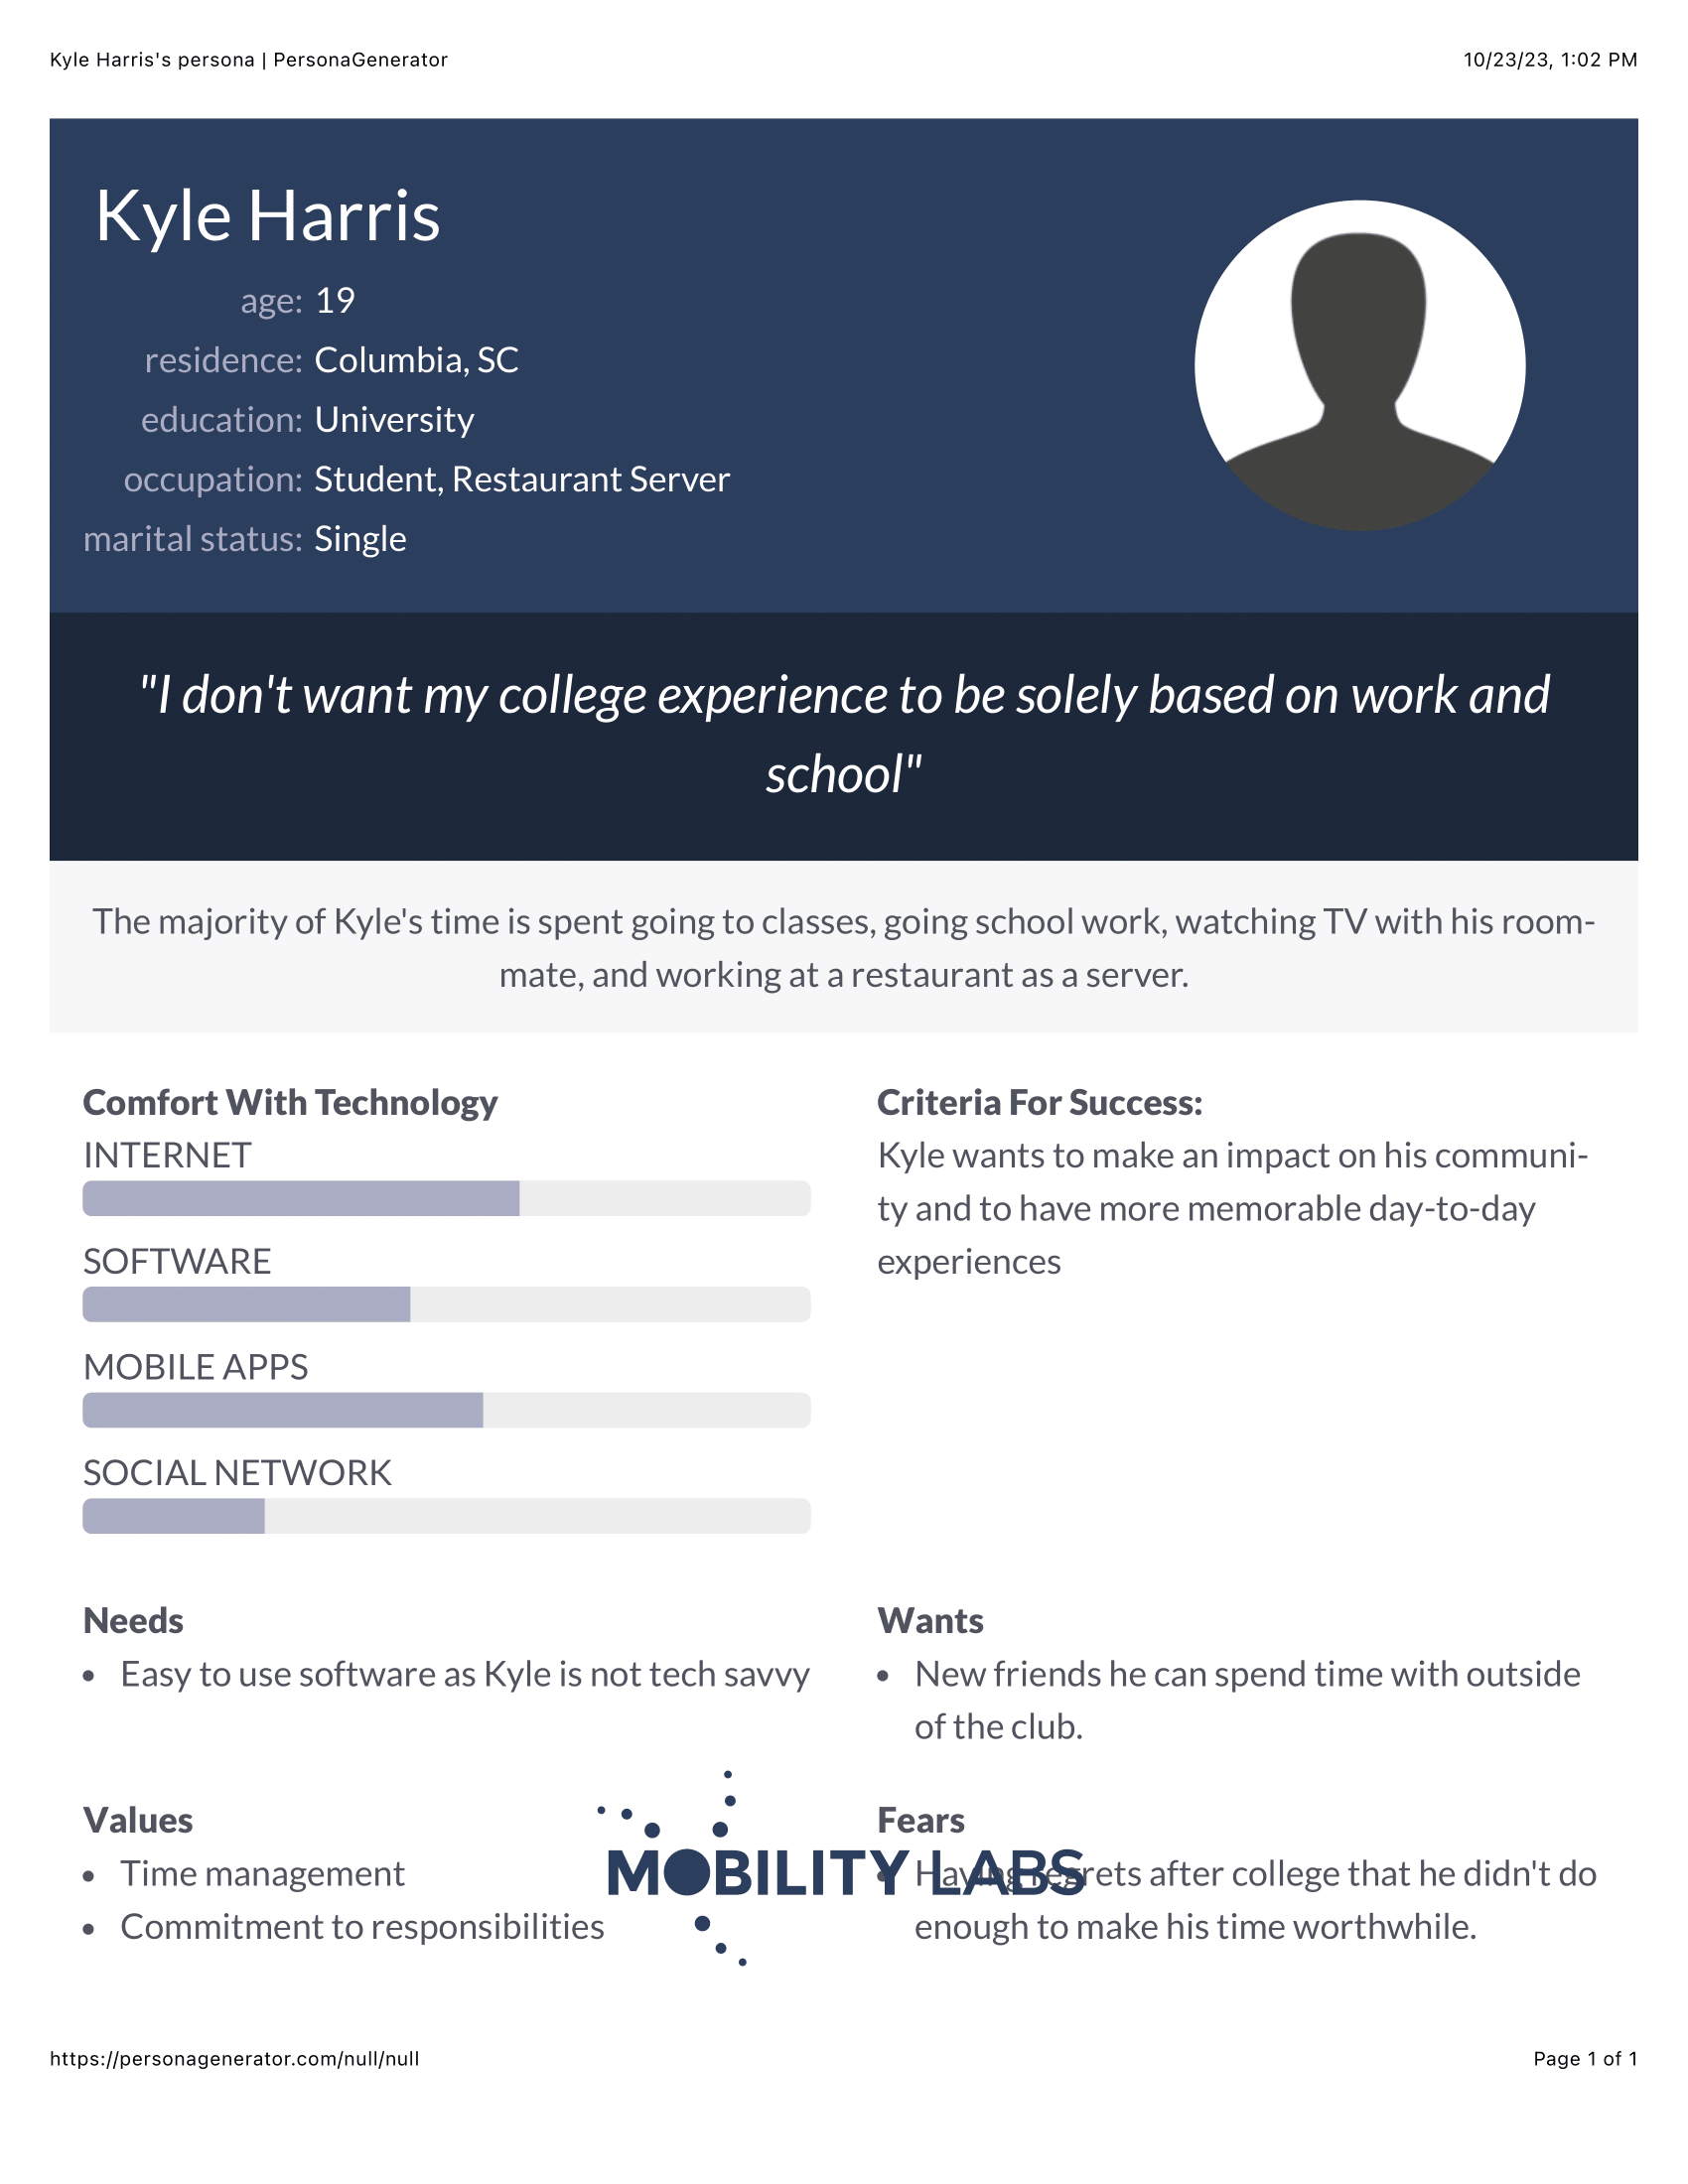 Kyle Harris's persona | PersonaGenerator
10/23/23, 1:02 PM
Kyle Harris
age: 19
residence: Columbia, SC
education: University
occupation: Student, Restaurant Server
marital status: Single
"I don't want my college experience to be solely based on work and
school"
The majority of Kyle's time is spent going to classes, going school work, watching TV with his room-
mate, and working at a restaurant as a server.
Comfort With Technology
INTERNET
SOFTWARE
MOBILE APPS
SOCIAL NETWORK
Criteria For Success:
Kyle wants to make an impact on his communi-
ty and to have more memorable day-to-day
experiences
Needs
• Easy to use software as Kyle is not tech savvy
Wants
• New friends he can spend time with outside
of the club.
Values
• Time management
• Commitment to responsibilities
Fears
• Having regrets after college that he didn't do
enough to make his time worthwhile.
MOBILITY LABS
https://personagenerator.com/null/null
Page 1 of 1